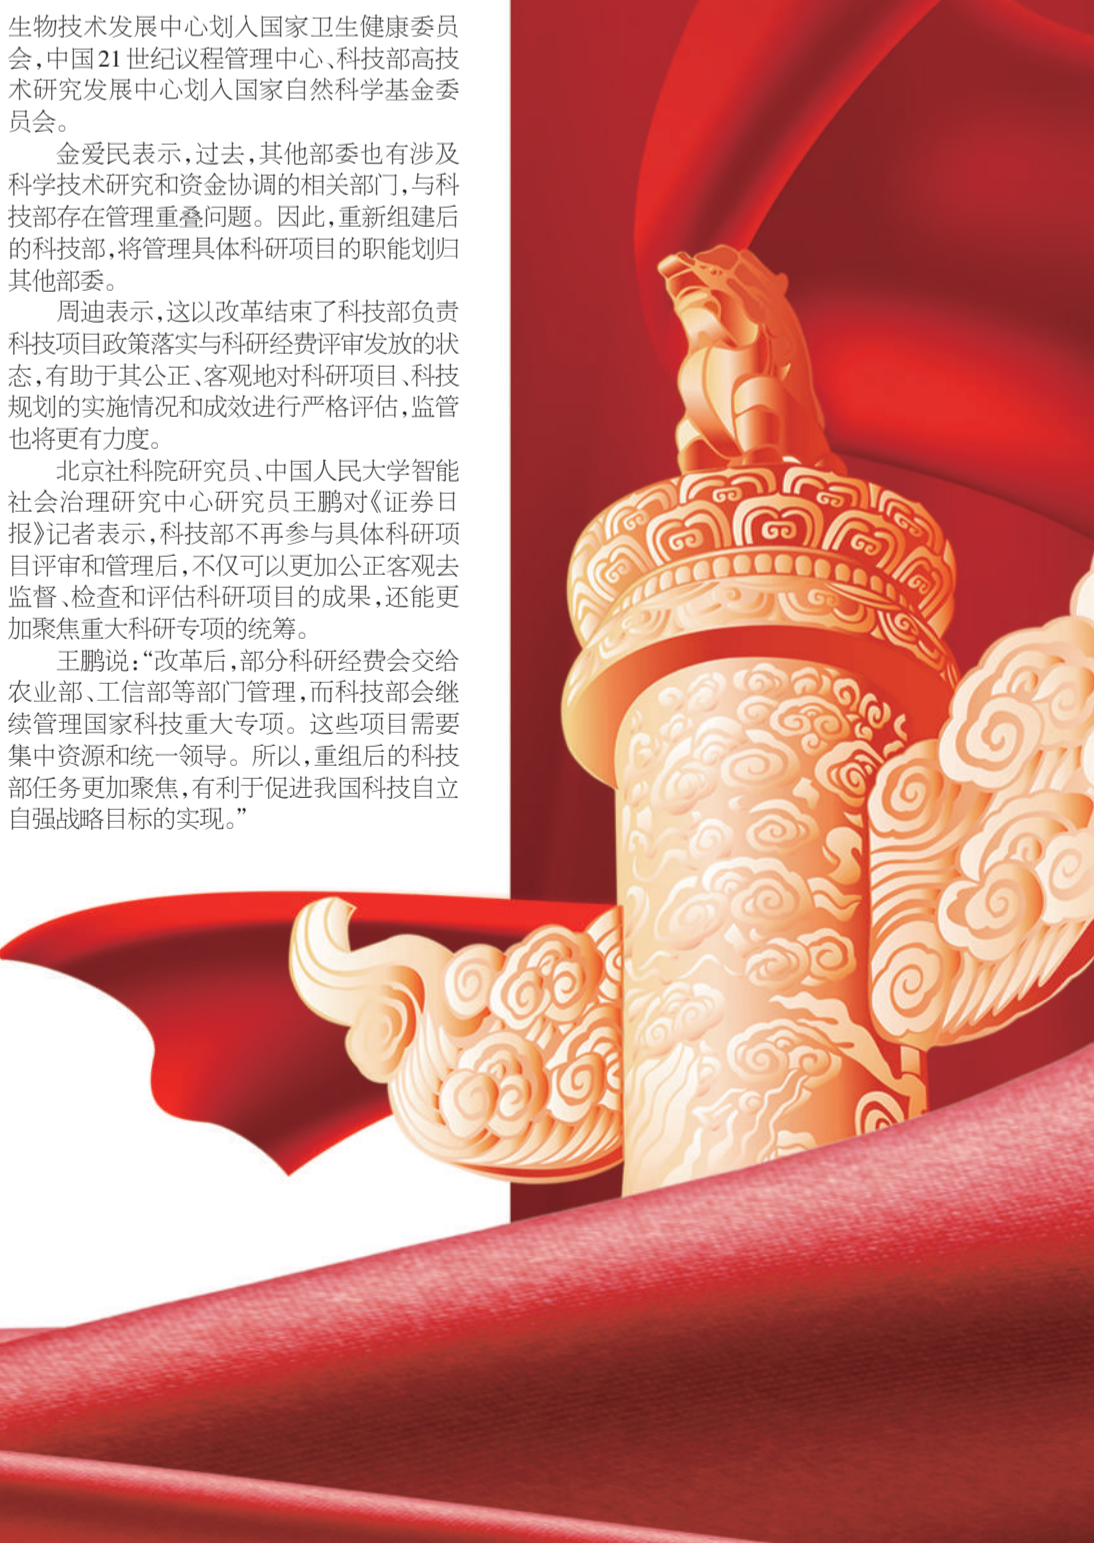 生物技术发展中心划入国家卫生健康委员
会,中国21世纪议程管理中心、科技部高技
术研究发展中心划入国家自然科学基金委
员会。
金爱民表示,过去,其他部委也有涉及
科学技术研究和资金协调的相关部门,与科
技部存在管理重叠问题。因此,重新组建后
的科技部,将管理具体科研项目的职能划归
其他部委。
周迪表示,这以改革结束了科技部负责
科技项目政策落实与科研经费评审发放的状
态,有助于其公正、客观地对科研项目、科技
规划的实施情况和成效进行严格评估,监管
也将更有力度。
北京社科院研究员、中国人民大学智能
社会治理研究中心研究员王鹏对《证券日
报》记者表示,科技部不再参与具体科研项
目评审和管理后,不仅可以更加公正客观去
监督、检查和评估科研项目的成果,还能更
加聚焦重大科研专项的统筹。
王鹏说:“改革后,部分科研经费会交给
农业部、工信部等部门管理,而科技部会继
续管理国家科技重大专项。这些项目需要
集中资源和统一领导。所以,重组后的科技
部任务更加聚焦,有利于促进我国科技自立
自强战略目标的实现。”